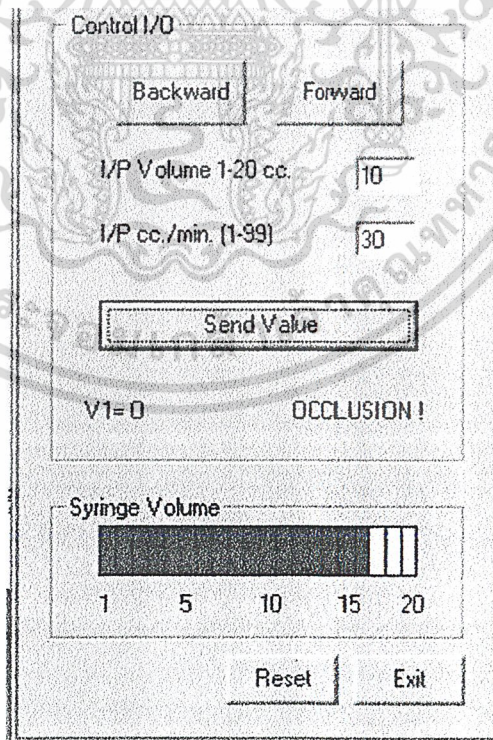 Control I/O
Backward Forward
I/P Volume 1-20 cc. 10
I/P cc./min. (1-99) 30
Send Value
V1= 0 OCCLUSION !
Syringe Volume
1 5 10 15 20
Reset Exit